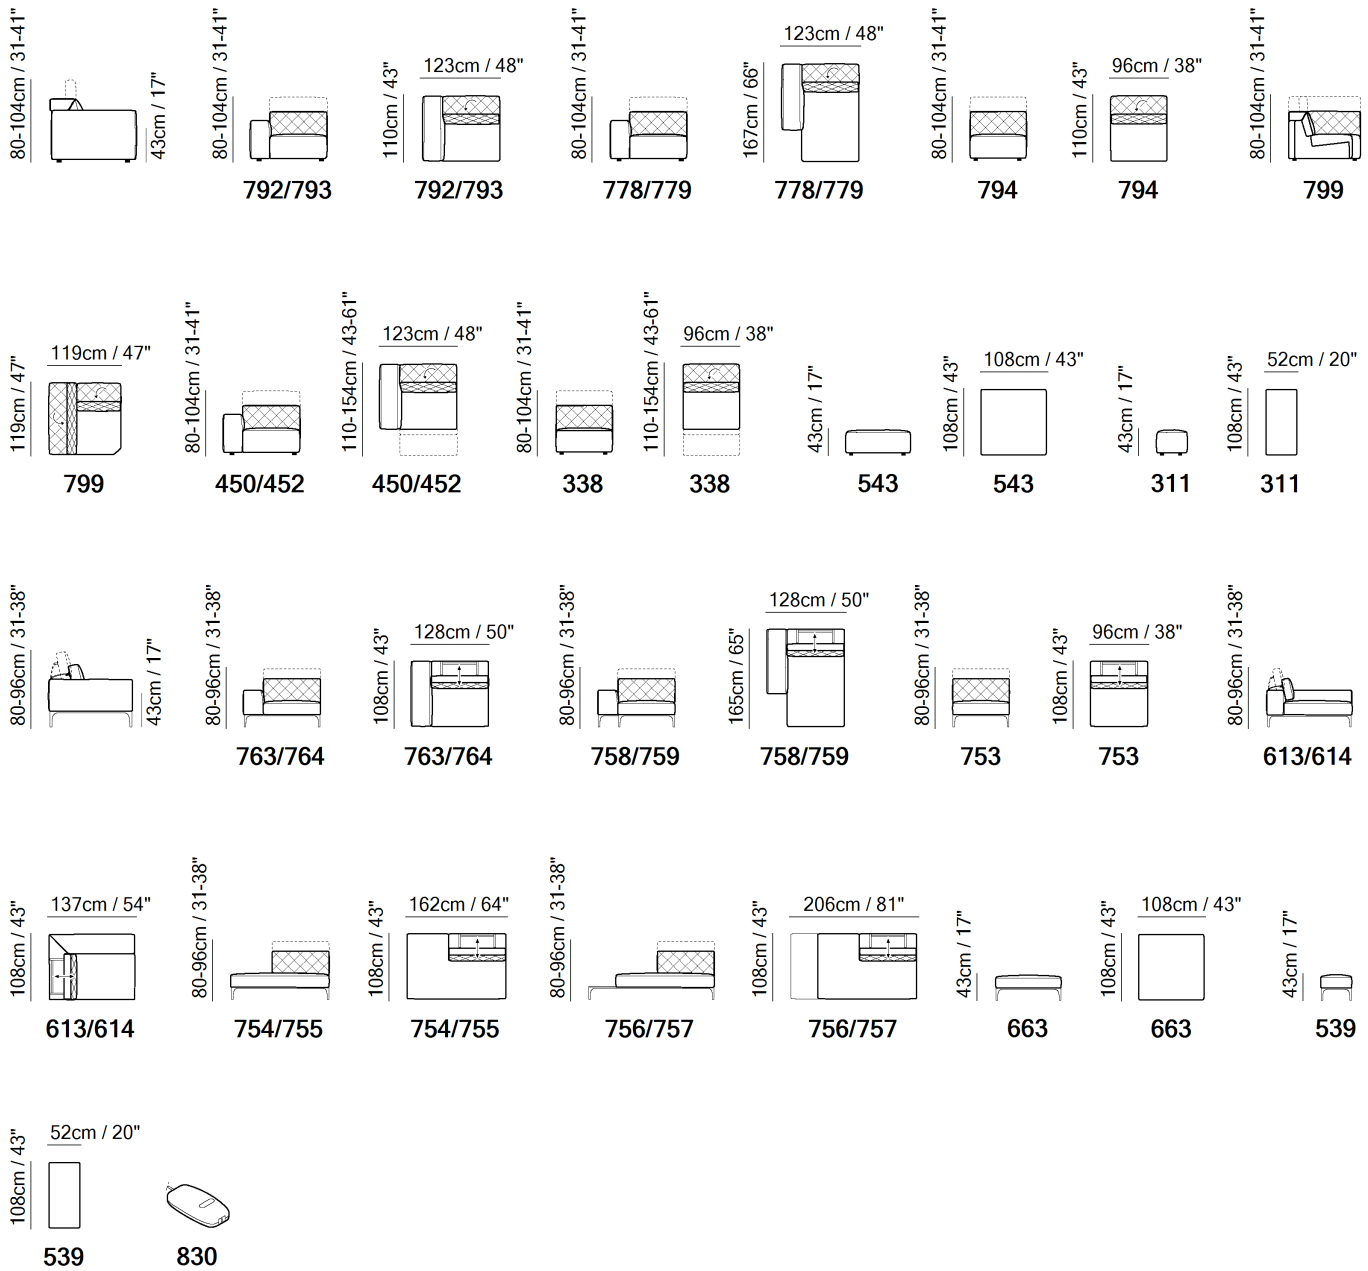 80-104cm / 31-41"
43cm / 17"
80-104cm / 31-41"
792/793
110cm / 43"
123cm / 48"
792/793
80-104cm / 31-41"
778/779
167cm / 66"
123cm / 48"
778/779
80-104cm / 31-41"
794
110cm / 43"
96cm / 38"
794
80-104cm / 31-41"
799
119cm / 47"
119cm / 47"
799
80-104cm / 31-41"
450/452
110-154cm / 43-61"
123cm / 48"
450/452
80-104cm / 31-41"
338
110-154cm / 43-61"
96cm / 38"
338
43cm / 17"
543
108cm / 43"
108cm / 43"
543
43cm / 17"
311
108cm / 43"
52cm / 20"
311
80-96cm / 31-38"
43cm / 17"
80-96cm / 31-38"
763/764
108cm / 43"
128cm / 50"
763/764
80-96cm / 31-38"
758/759
165cm / 65"
128cm / 50"
758/759
80-96cm / 31-38"
753
108cm / 43"
96cm / 38"
753
80-96cm / 31-38"
613/614
108cm / 43"
137cm / 54"
613/614
80-96cm / 31-38"
754/755
108cm / 43"
162cm / 64"
754/755
80-96cm / 31-38"
756/757
108cm / 43"
206cm / 81"
756/757
43cm / 17"
663
108cm / 43"
108cm / 43"
663
43cm / 17"
539
108cm / 43"
52cm / 20"
539
830